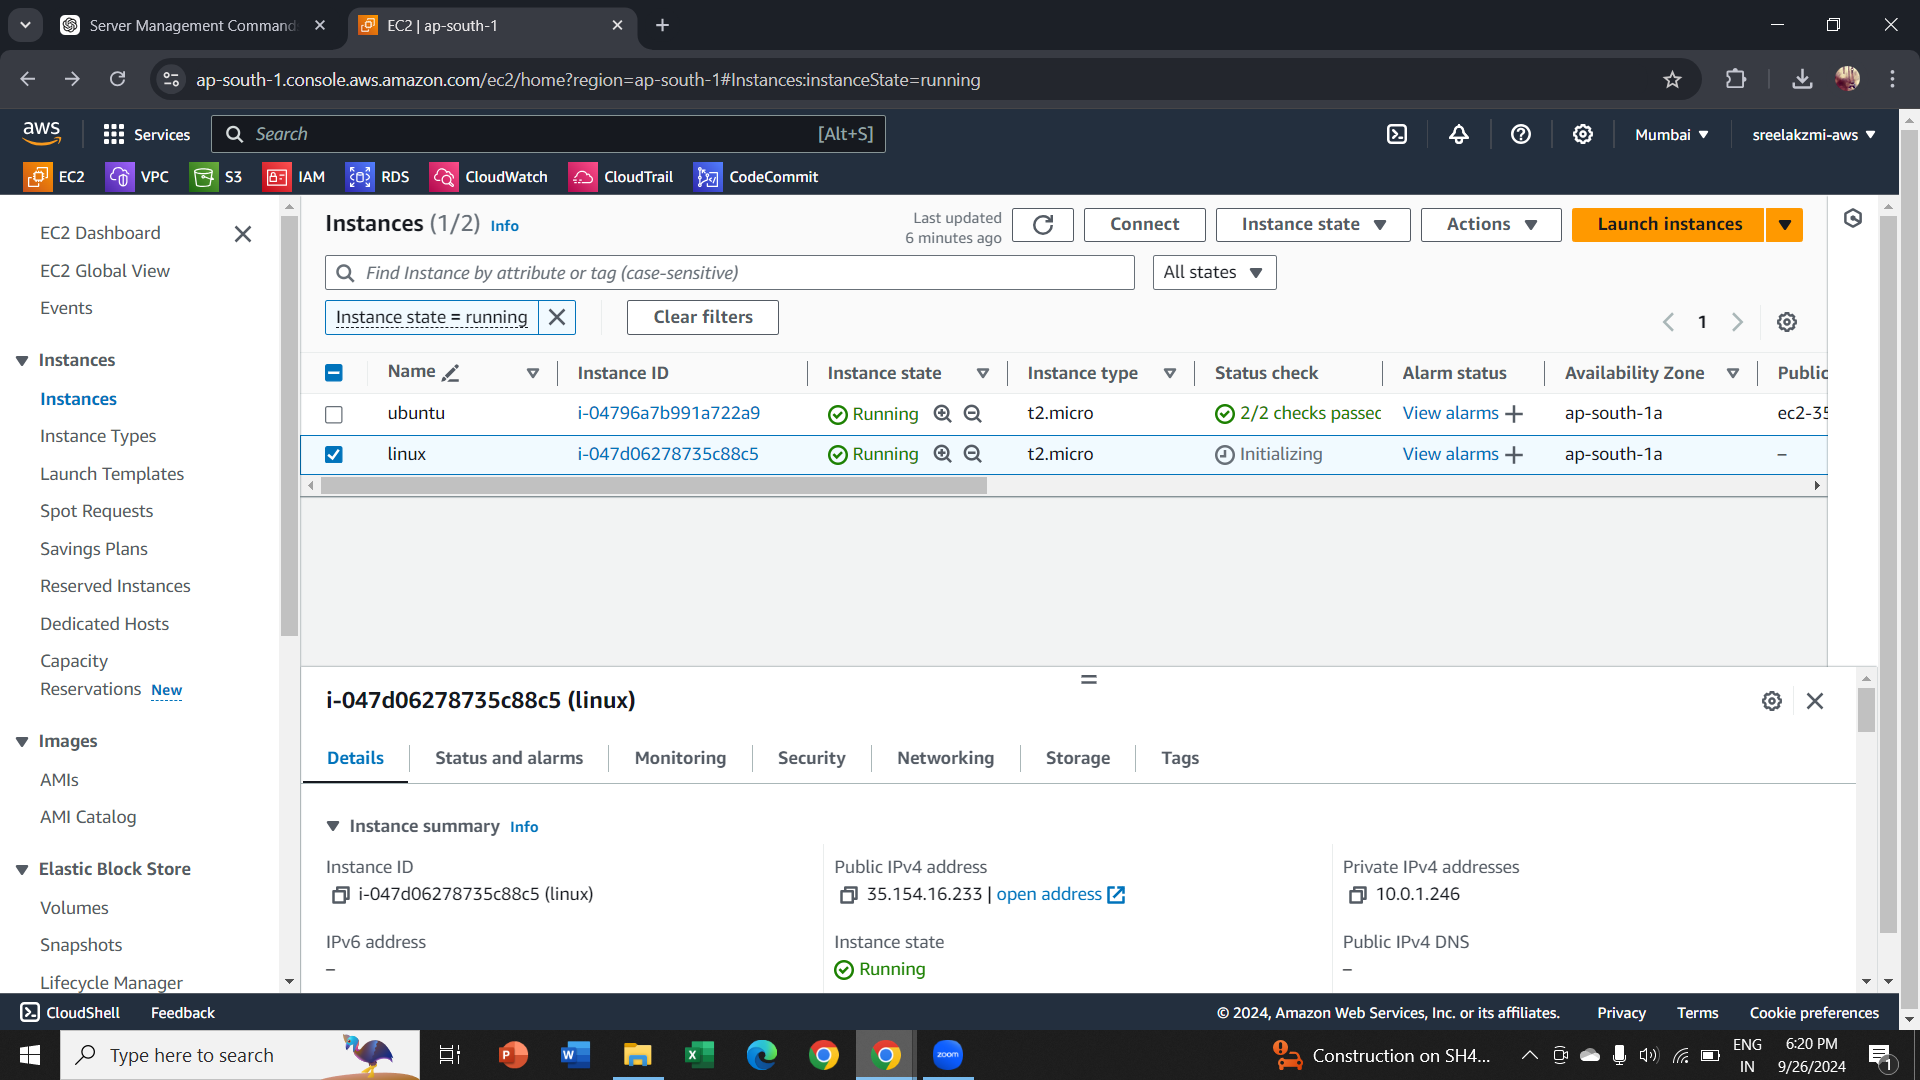 Server Management Commands
EC2 | ap-south-1
ap-south-1.console.aws.amazon.com/ec2/home?region=ap-south-1#Instances:instanceState=running
aws
Services
Search
[Alt+S]
Mumbai
sreelakzmi-aws
EC2
VPC
S3
IAM
RDS
CloudWatch
CloudTrail
CodeCommit
EC2 Dashboard
EC2 Global View
Events
Instances
Instances
Instance Types
Launch Templates
Spot Requests
Savings Plans
Reserved Instances
Dedicated Hosts
Capacity
Reservations New
Images
AMIs
AMI Catalog
Elastic Block Store
Volumes
Snapshots
Lifecycle Manager
Instances (1/2) Info
Last updated
6 minutes ago
Connect
Instance state
Actions
Launch instances
Find Instance by attribute or tag (case-sensitive)
All states
Instance state = running
Clear filters
1
Name Instance ID Instance state Instance type Status check Alarm status Availability Zone Public
ubuntu i-04796a7b991a722a9 Running t2.micro 2/2 checks passed View alarms + ap-south-1a ec2-35
linux i-047d06278735c88c5 Running t2.micro Initializing View alarms + ap-south-1a –
i-047d06278735c88c5 (linux)
Details
Status and alarms
Monitoring
Security
Networking
Storage
Tags
Instance summary Info
Instance ID
i-047d06278735c88c5 (linux)
Public IPv4 address
35.154.16.233 | open address
Private IPv4 addresses
10.0.1.246
IPv6 address
–
Instance state
Running
Public IPv4 DNS
–
CloudShell
Feedback
© 2024, Amazon Web Services, Inc. or its affiliates.
Privacy
Terms
Cookie preferences
Type here to search
zoom
Construction on SH4...
ENG
IN
6:20 PM
9/26/2024
1